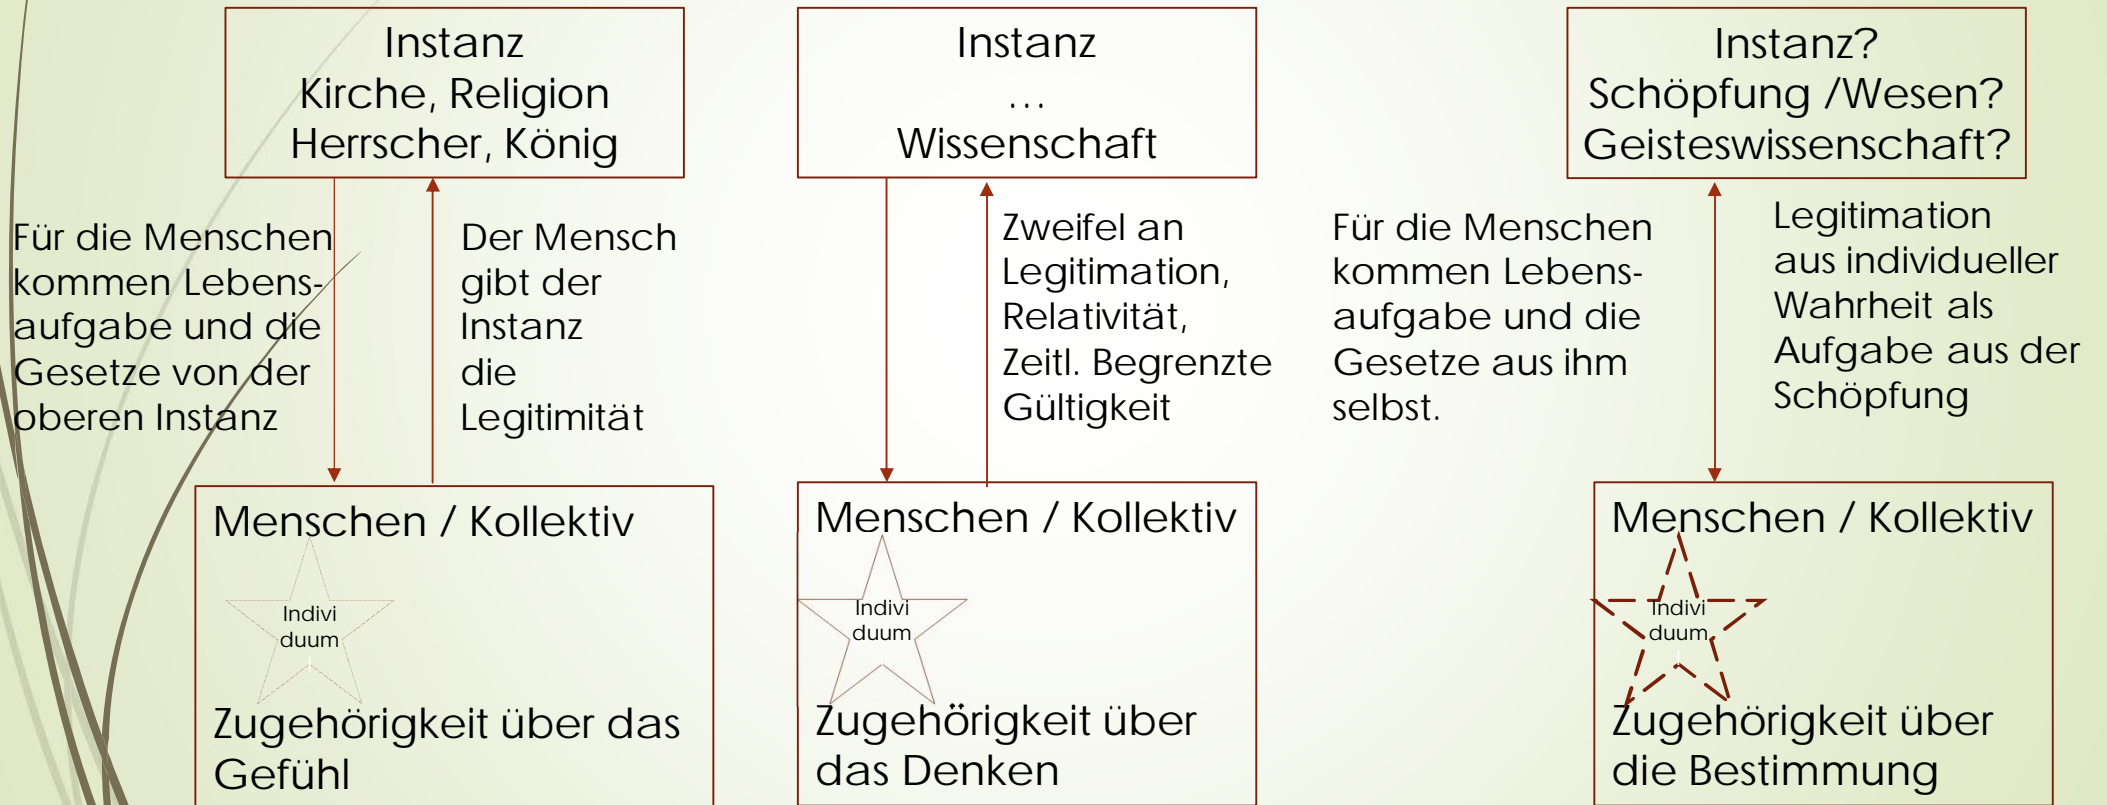 Instanz
Kirche, Religion
Herrscher, König
Für die Menschen
kommen Lebens-
aufgabe und die
Gesetze von der
oberen Instanz
Der Mensch
gibt der
Instanz
die
Legitimität
Menschen / Kollektiv
Indivi
duum
Zugehörigkeit über das
Gefühl
Instanz
...
Wissenschaft
Zweifel an
Legitimation,
Relativität,
Zeitl. Begrenzte
Gültigkeit
Menschen / Kollektiv
Indivi
duum
Zugehörigkeit über
das Denken
Instanz?
Schöpfung /Wesen?
Geisteswissenschaft?
Für die Menschen
kommen Lebens-
aufgabe und die
Gesetze aus ihm
selbst.
Legitimation
aus individueller
Wahrheit als
Aufgabe aus der
Schöpfung
Menschen / Kollektiv
Indivi
duum
Zugehörigkeit über
die Bestimmung